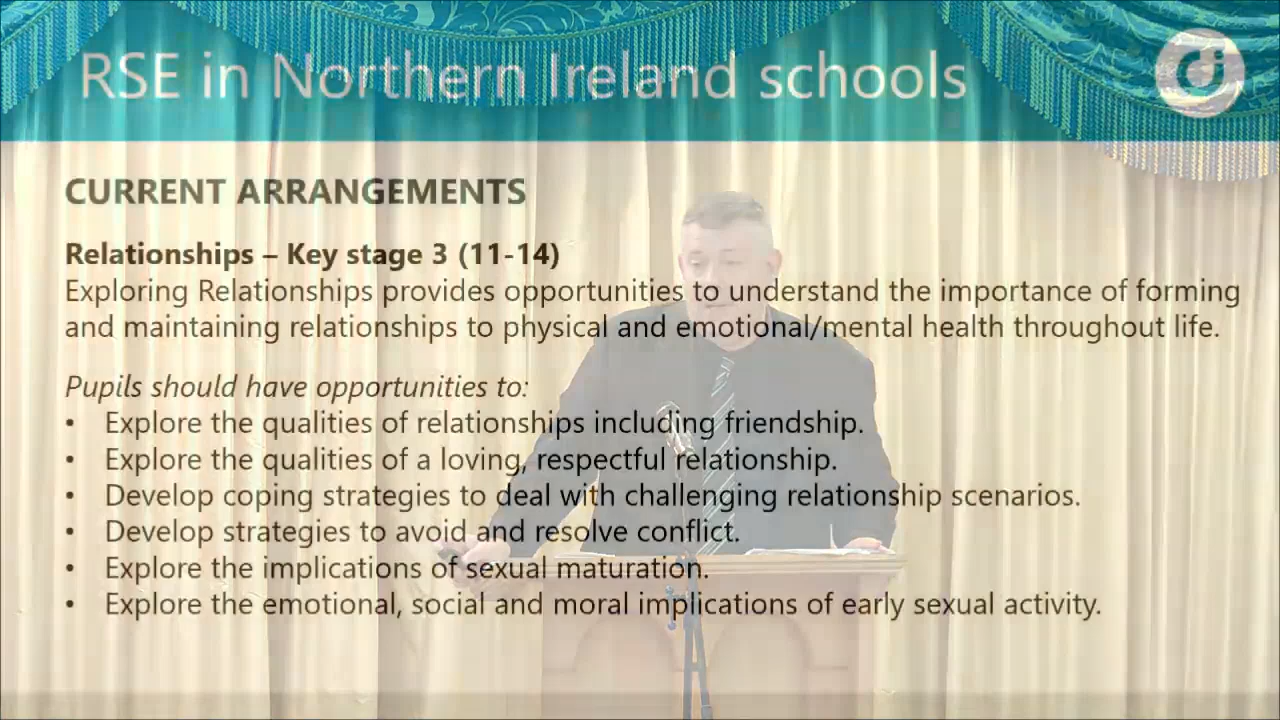 RSE in Northern Ireland schools
CURRENT ARRANGEMENTS
Relationships – Key stage 3 (11-14)
Exploring Relationships provides opportunities to understand the importance of forming
and maintaining relationships to physical and emotional/mental health throughout life.
Pupils should have opportunities to:
• Explore the qualities of relationships including friendship.
• Explore the qualities of a loving, respectful relationship.
• Develop coping strategies to deal with challenging relationship scenarios.
• Develop strategies to avoid and resolve conflict.
• Explore the implications of sexual maturation.
• Explore the emotional, social and moral implications of early sexual activity.